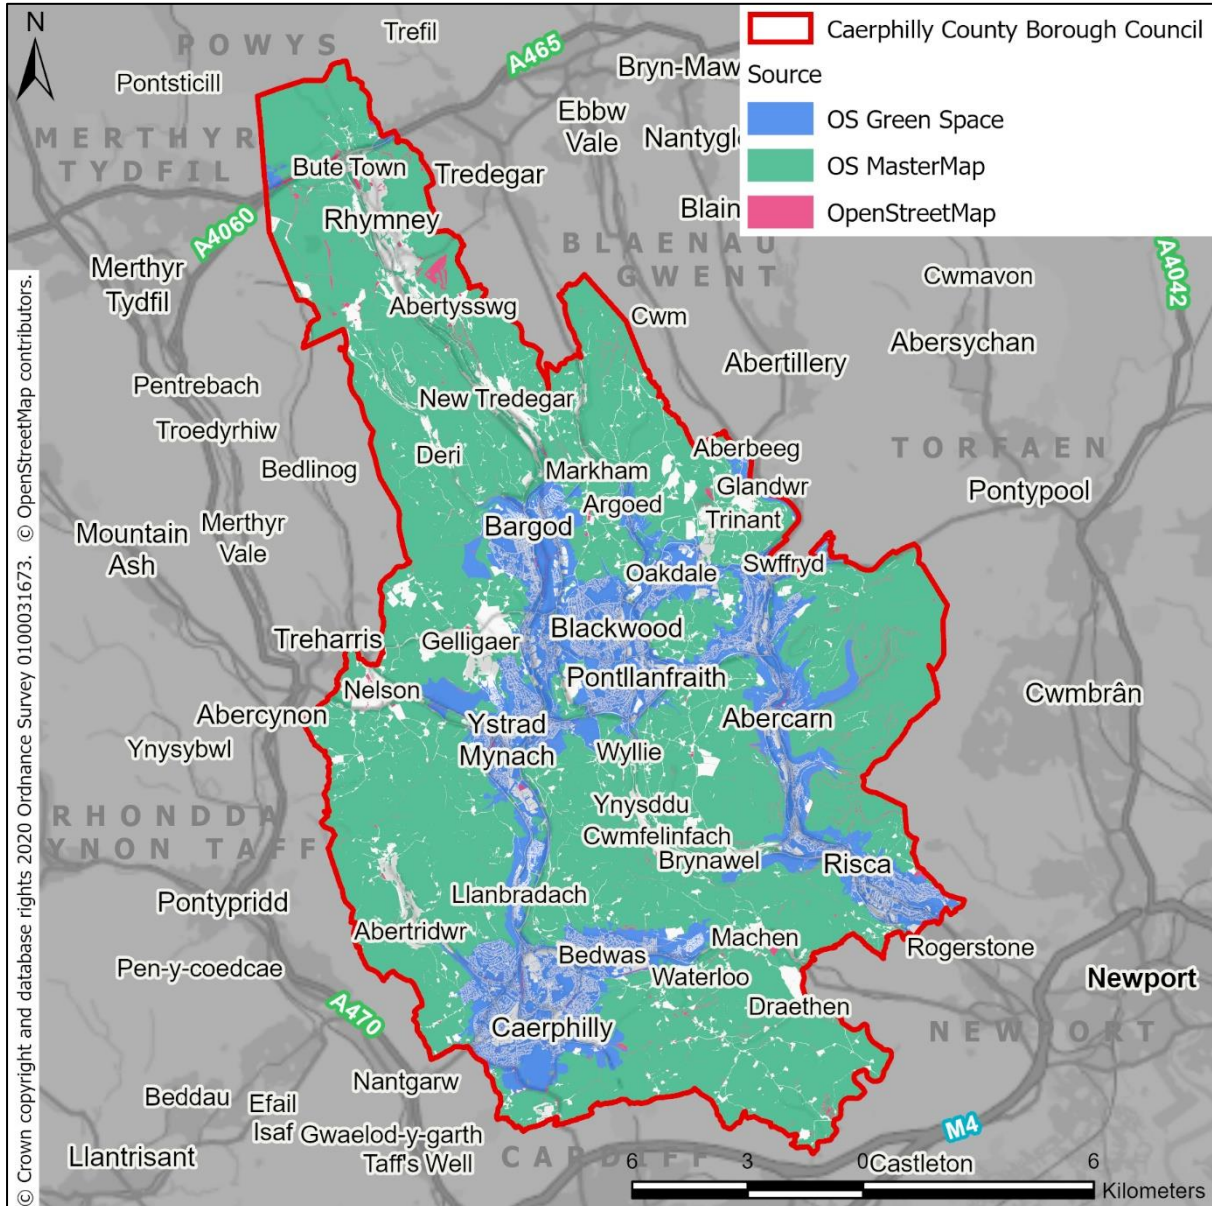 N
POWYS
Trefil
A465
Pontsticill
Bryn-Maw
Ebbw
Vale
Nantygl
MERTHYR
TYDFIL
Bute Town
Tredegar
Rhymney
Blain
A4060
BLAENAU
GWENT
Merthyr
Tydfil
Abertysswg
Cwm
Cwmavon
A4042
Abersychan
Abertillery
Pentrebach
New Tredegar
Troedyrhiw
Bedlinog
Deri
Markham
Aberbeeg
TORFAEN
Argoed
Glandwr
Pontypool
Bargod
Trinant
Mountain
Ash
Merthyr
Vale
Oakdale
Swffryd
Treharris
Gelligaer
Blackwood
Nelson
Pontllanfraith
Cwmbrân
Abercynon
Ystrad
Mynach
Abercarn
Ynysybwl
Wyllie
Ynysddu
RHONDDA
YNON TAFF
Cwmfelinfach
Brynawel
Risca
Pontypridd
Llanbradach
Abertridwr
Machen
Rogerstone
Pen-y-coedcae
Bedwas
Waterloo
Newport
A470
Draethen
Caerphilly
NEWPORT
Nantgarw
Beddau
Efail
Isaf
Gwaelod-y-garth
Taff's Well
Llantrisant
CARDIFF
M4
Castleton
6 3 0 6
Kilometers
Caerphilly County Borough Council
Source
OS Green Space
OS MasterMap
OpenStreetMap
© Crown copyright and database rights 2020 Ordnance Survey 0100031673. © OpenStreetMap contributors.